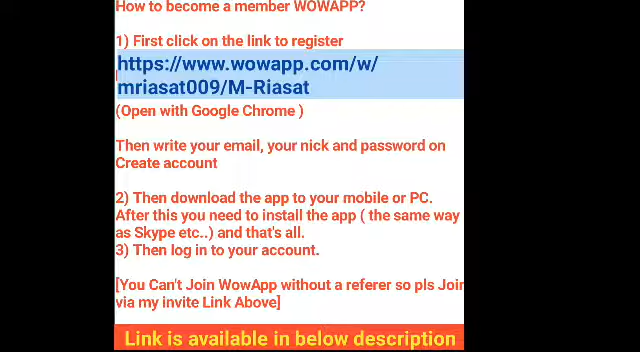 How to become a member WOWAPP?
1) First click on the link to register
https://www.wowapp.com/w/
mriasat009/M-Riasat
(Open with Google Chrome )
Then write your email, your nick and password on
Create account
2) Then download the app to your mobile or PC.
After this you need to install the app ( the same way
as Skype etc..) and that's all.
3) Then log in to your account.
[You Can't Join WowApp without a referer so pls Join
via my invite Link Above]
Link is available in below description